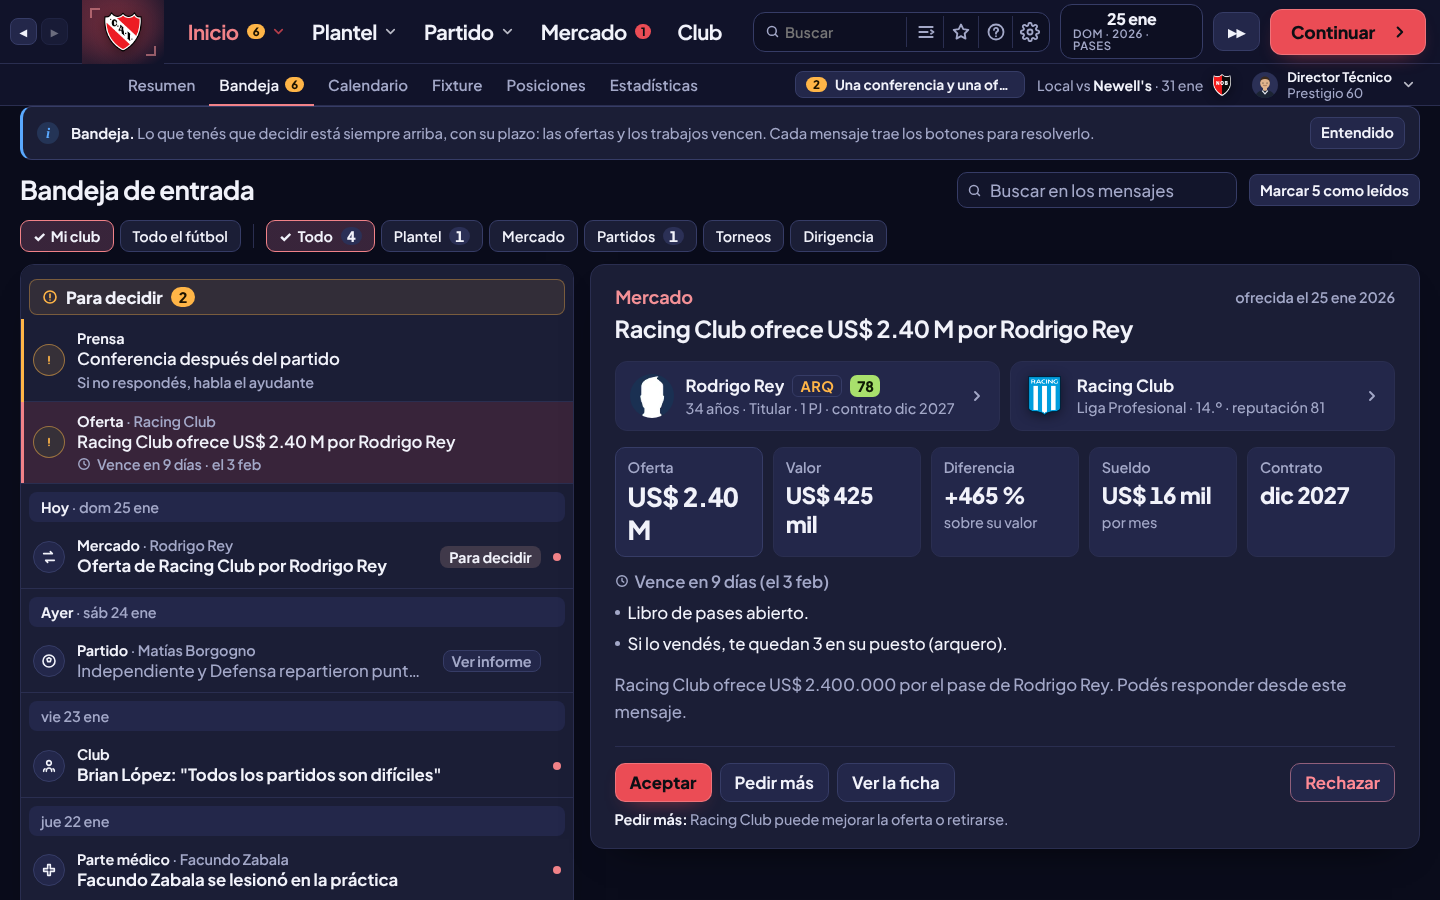 Inicio 6
Plantel
Partido
Mercado 1
Club
Buscar
25 ene
DOM · 2026 ·
PASES
Continuar
Resumen
Bandeja 6
Calendario
Fixture
Posiciones
Estadísticas
2 Una conferencia y una of...
Local vs Newell's · 31 ene
Director Técnico
Prestigio 60
Bandeja. Lo que tenés que decidir está siempre arriba, con su plazo: las ofertas y los trabajos vencen. Cada mensaje trae los botones para resolverlo.
Entendido
Bandeja de entrada
Buscar en los mensajes
Marcar 5 como leídos
Mi club
Todo el fútbol
Todo 4
Plantel 1
Mercado
Partidos 1
Torneos
Dirigencia
Para decidir 2
Prensa
Conferencia después del partido
Si no respondés, habla el ayudante
Oferta · Racing Club
Racing Club ofrece US$ 2.40 M por Rodrigo Rey
Vence en 9 días · el 3 feb
Hoy · dom 25 ene
Mercado · Rodrigo Rey
Oferta de Racing Club por Rodrigo Rey
Para decidir
Ayer · sáb 24 ene
Partido · Matías Borgogno
Independiente y Defensa repartieron punt...
Ver informe
vie 23 ene
Club
Brian López: "Todos los partidos son difíciles"
jue 22 ene
Parte médico · Facundo Zabala
Facundo Zabala se lesionó en la práctica
Mercado
ofrecida el 25 ene 2026
Racing Club ofrece US$ 2.40 M por Rodrigo Rey
Rodrigo Rey ARQ 78
34 años · Titular · 1 PJ · contrato dic 2027
RACING
Racing Club
Liga Profesional · 14.º · reputación 81
Oferta
US$ 2.40
M
Valor
US$ 425
mil
Diferencia
+465 %
sobre su valor
Sueldo
US$ 16 mil
por mes
Contrato
dic 2027
Vence en 9 días (el 3 feb)
• Libro de pases abierto.
• Si lo vendés, te quedan 3 en su puesto (arquero).
Racing Club ofrece US$ 2.400.000 por el pase de Rodrigo Rey. Podés responder desde este
mensaje.
Aceptar
Pedir más
Ver la ficha
Rechazar
Pedir más: Racing Club puede mejorar la oferta o retirarse.